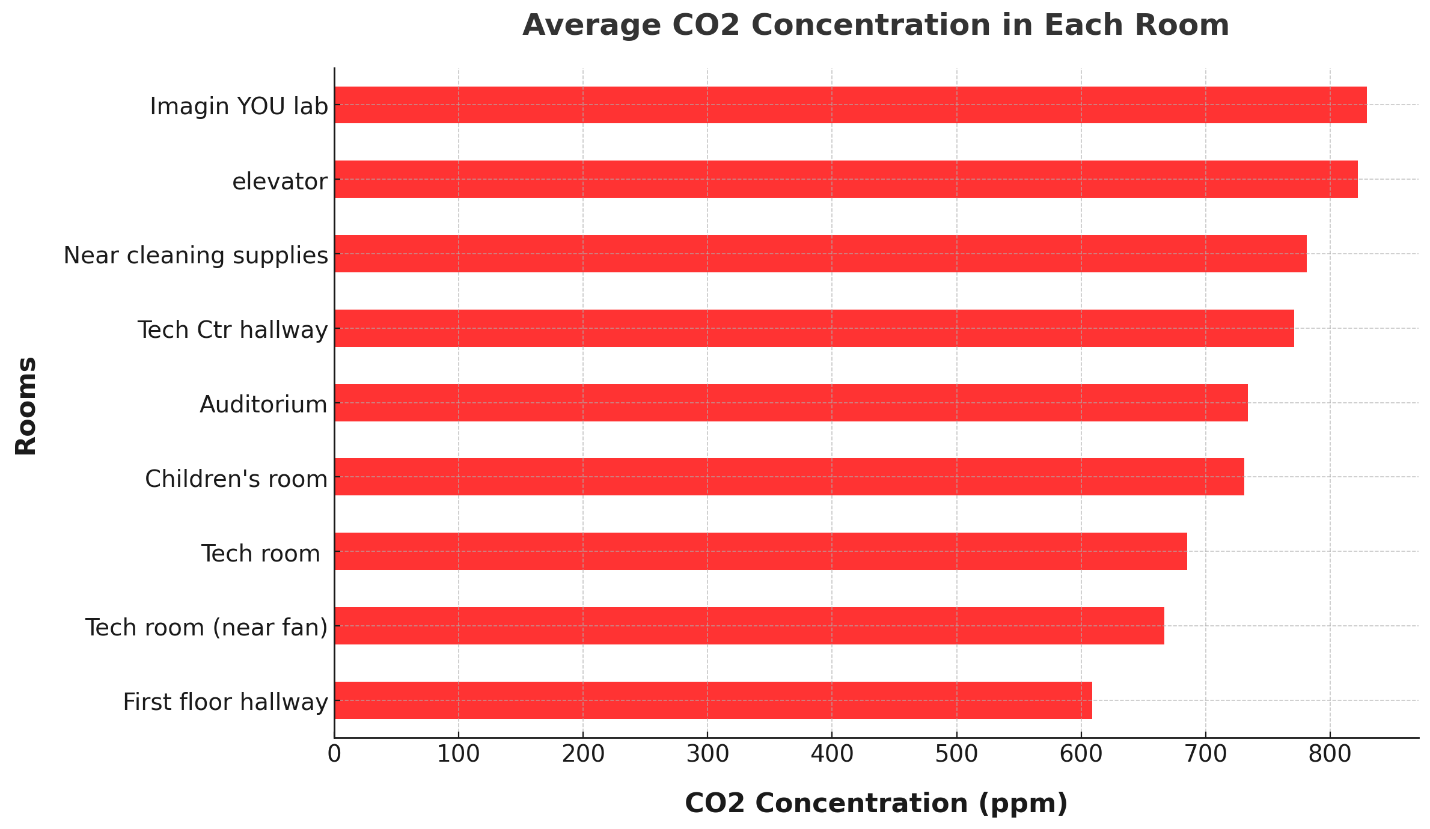 Average CO2 Concentration in Each Room
Imagin YOU lab
elevator
Near cleaning supplies
Tech Ctr hallway
Auditorium
Children's room
Tech room
Tech room (near fan)
First floor hallway
Rooms
0 100 200 300 400 500 600 700 800
CO2 Concentration (ppm)